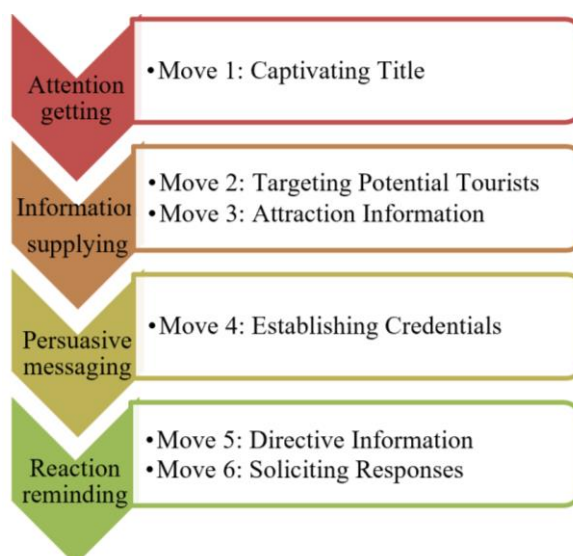 Attention
getting
•Move 1: Captivating Title
Information
supplying
•Move 2: Targeting Potential Tourists
•Move 3: Attraction Information
Persuasive
messaging
•Move 4: Establishing Credentials
Reaction
reminding
•Move 5: Directive Information
•Move 6: Soliciting Responses